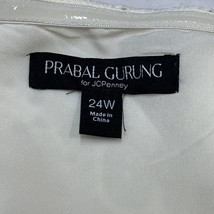 PRABAL GURUNG
for JCPenney
24W
Made in
China